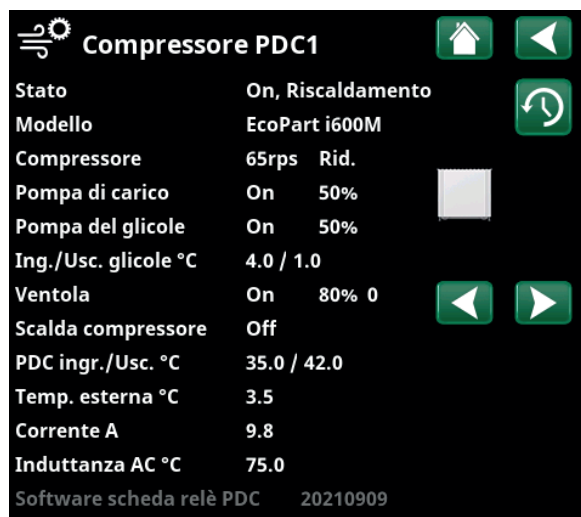 Compressore PDC1
Stato On, Riscaldamento
Modello EcoPart i600M
Compressore 65rps Rid.
Pompa di carico On 50%
Pompa del glicole On 50%
Ing./Usc. glicole °C 4.0 / 1.0
Ventola On 80% 0
Scalda compressore Off
PDC ingr./Usc. °C 35.0 / 42.0
Temp. esterna °C 3.5
Corrente A 9.8
Induttanza AC °C 75.0
Software scheda relè PDC 20210909